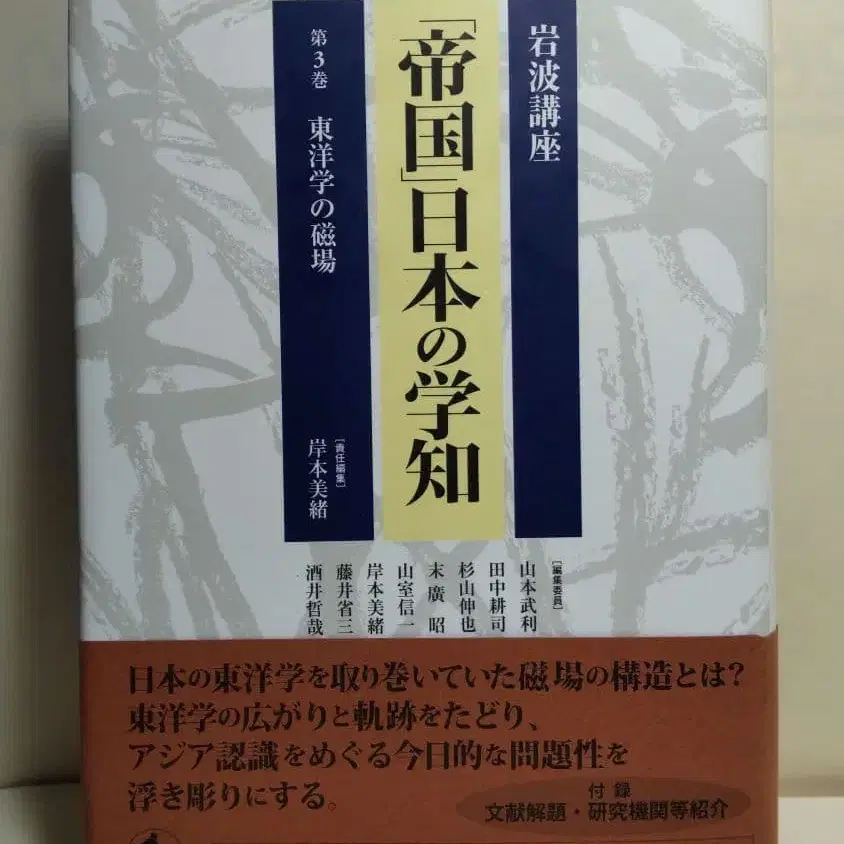 岩波講座
「帝国」日本の学知
第3巻 東洋学の磁場
[責任編集]
岸本美緒
[編集委員]
山本武利
田中耕司
杉山伸也
末廣昭
山室信一
岸本美緒
藤井省三
酒井哲哉
日本の東洋学を取り巻いていた磁場の構造とは?
東洋学の広がりと軌跡をたどり、
アジア認識をめぐる今日的な問題性を
浮き彫りにする。
付録
文献解題・研究機関等紹介